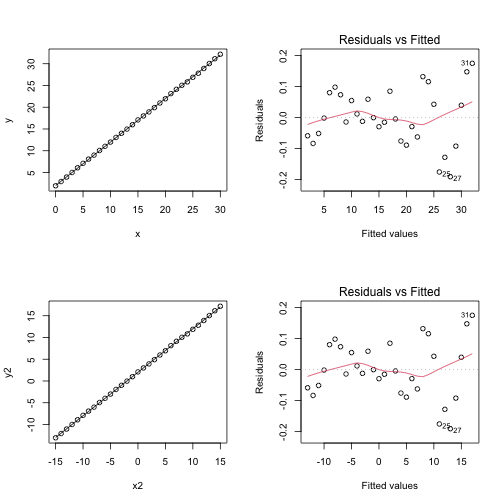 Residuals vs Fitted
y
5 10 15 20 25 30
0 5 10 15 20 25 30
x
Residuals
-0.2 -0.1 0.0 0.1 0.2
31
25
27
5 10 15 20 25 30
Fitted values
Residuals vs Fitted
y2
-10 -5 0 5 10 15
-15 -10 -5 0 5 10 15
x2
Residuals
-0.2 -0.1 0.0 0.1 0.2
31
25
27
-10 -5 0 5 10 15
Fitted values